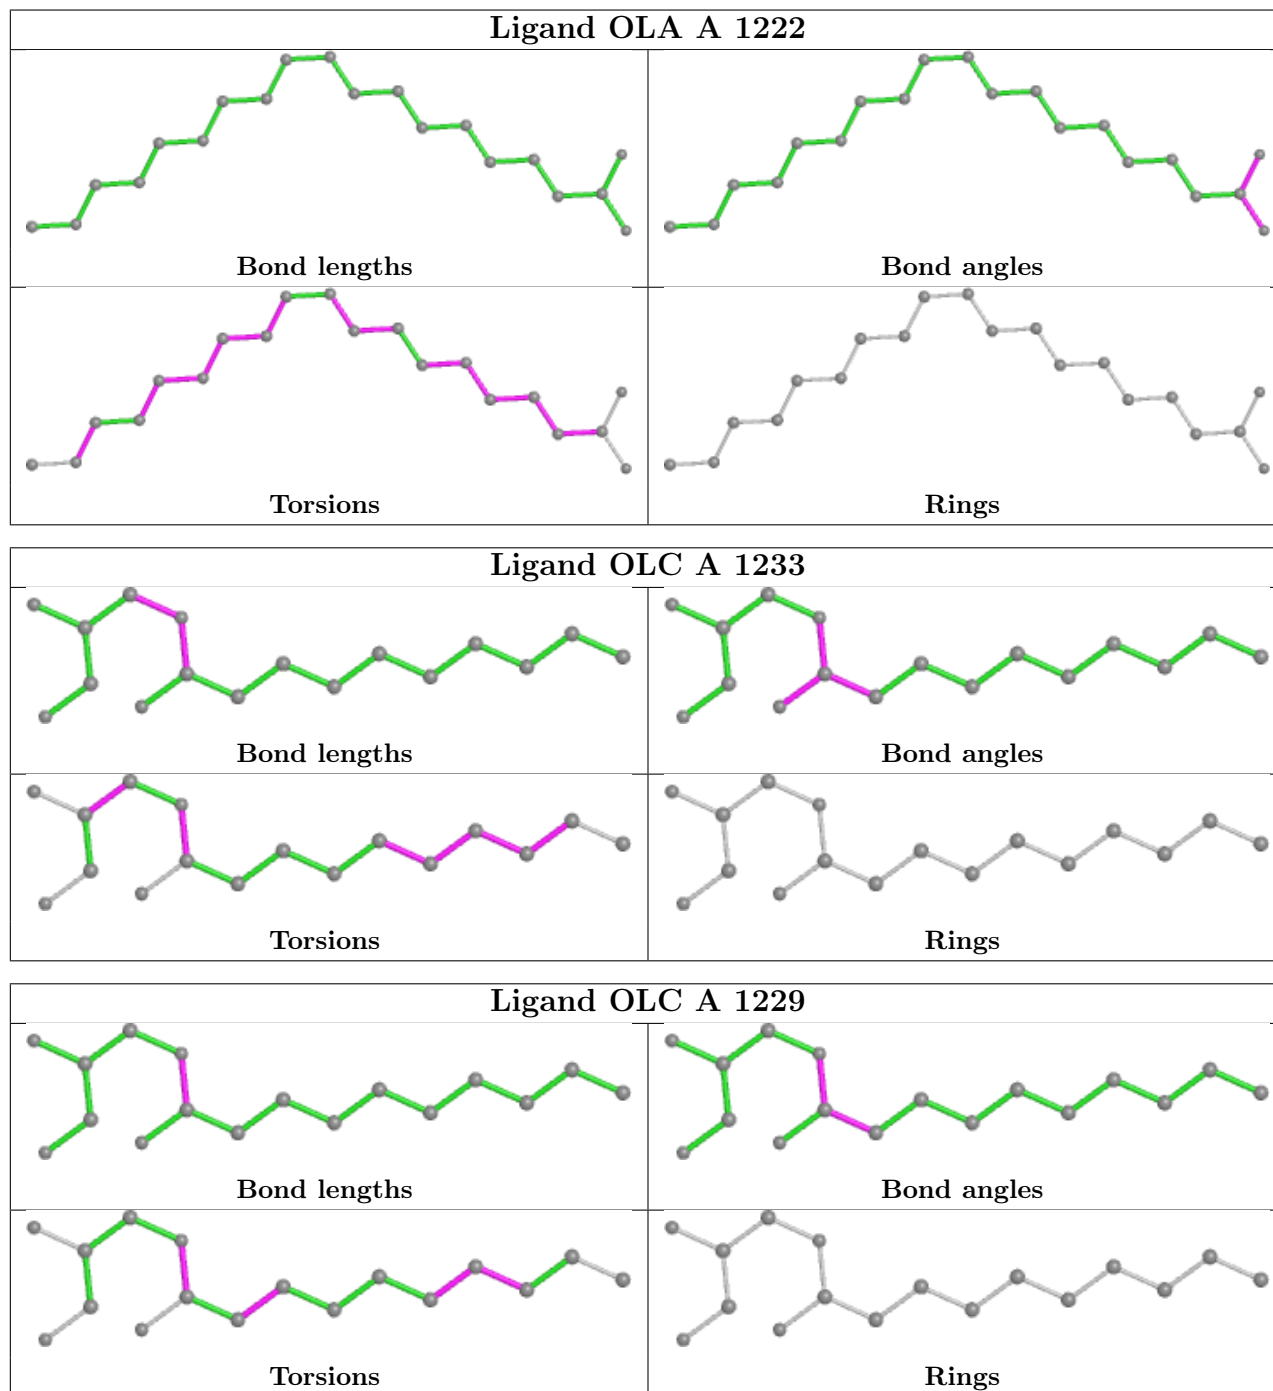 Ligand OLA A 1222
Bond lengths
Bond angles
Torsions
Rings
Ligand OLC A 1233
Bond lengths
Bond angles
Torsions
Rings
Ligand OLC A 1229
Bond lengths
Bond angles
Torsions
Rings